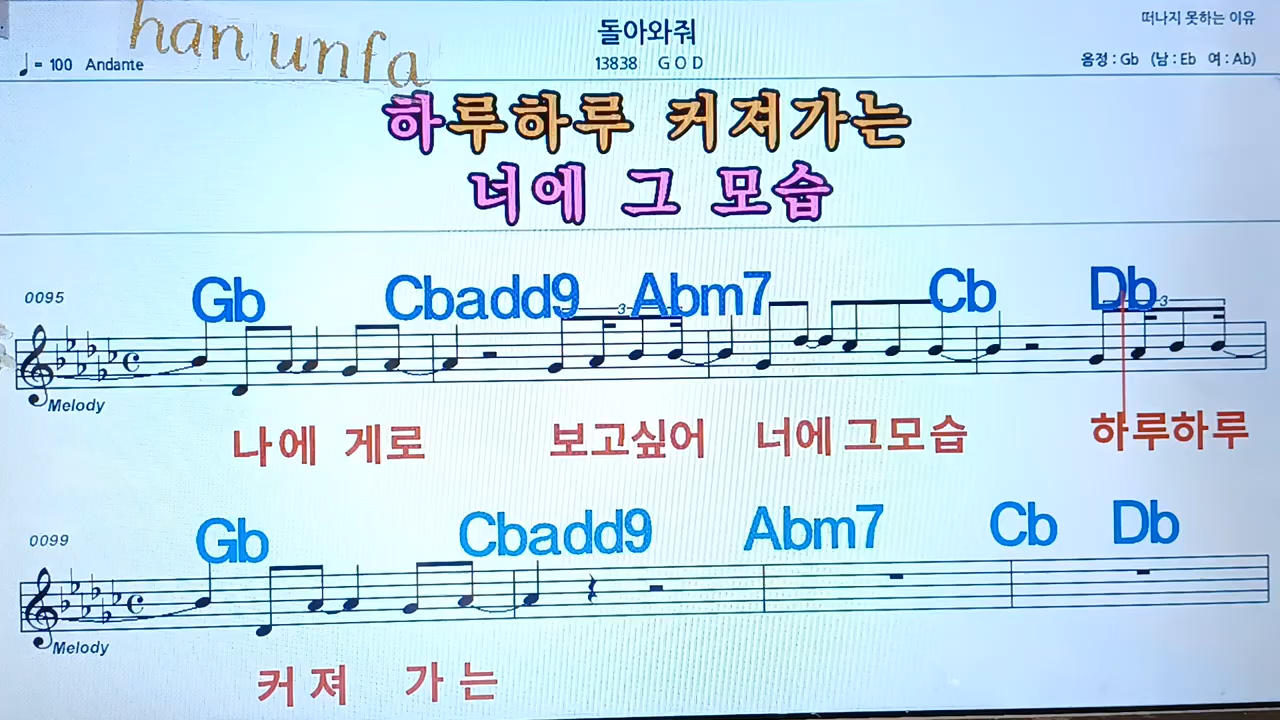 han unfa
돌아와줘
떠나지 못하는 이유
♩ = 100 Andante
13838 G O D
음정 : Gb (남 : Eb 여 : Ab)
하루하루 커져가는
너에 그 모습
Gb Cbadd9 Abm7 Cb Db
0095
3 3
Melody
나에 게로 보고싶어 너에 그모습 하루하루
Gb Cbadd9 Abm7 Cb Db
0099
Melody
커 져 가 는